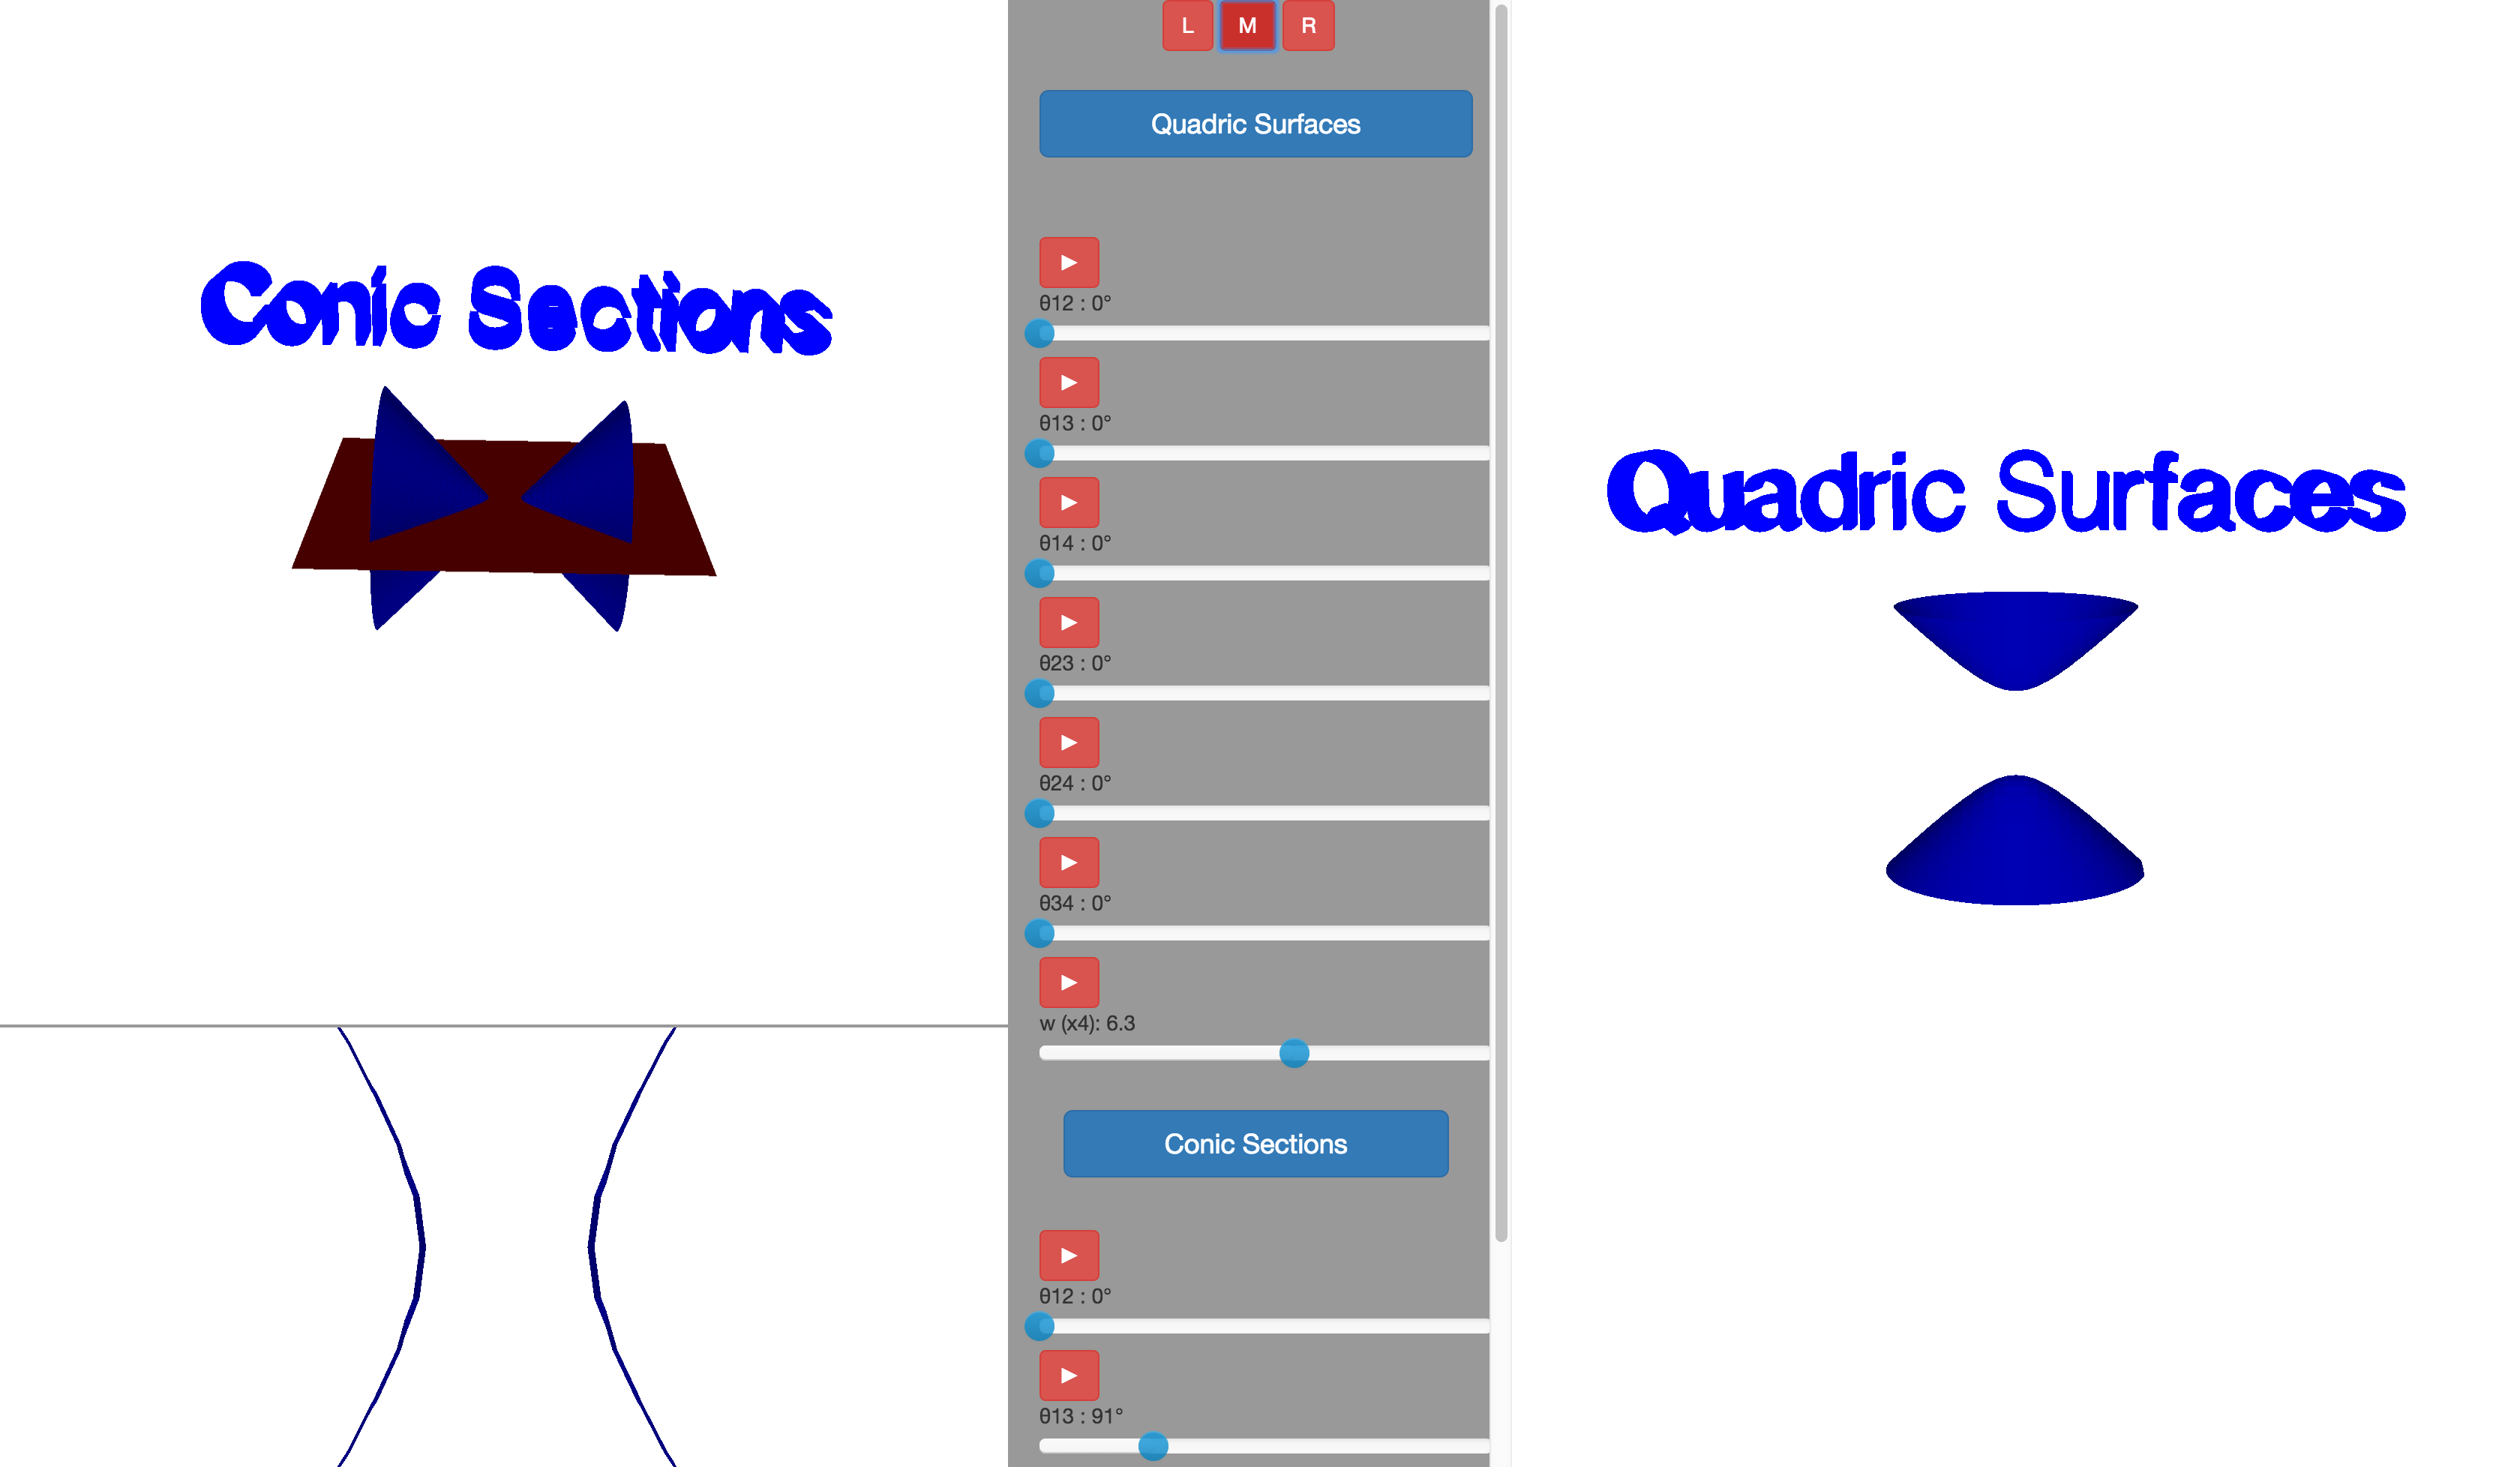 Conic Sections
L M R
Quadric Surfaces
θ12 : 0°
θ13 : 0°
θ14 : 0°
θ23 : 0°
θ24 : 0°
θ34 : 0°
w (x4): 6.3
Conic Sections
θ12 : 0°
θ13 : 91°
Quadric Surfaces